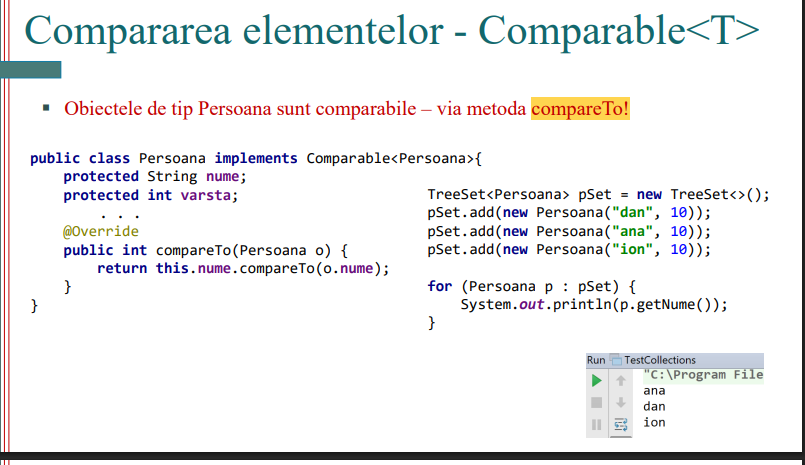 Compararea elementelor - Comparable<T>
▪ Obiectele de tip Persoana sunt comparabile – via metoda compareTo!
public class Persoana implements Comparable<Persoana>{
protected String nume;
protected int varsta;
. . .
@Override
public int compareTo(Persoana o) {
return this.nume.compareTo(o.nume);
}
}
TreeSet<Persoana> pSet = new TreeSet<>();
pSet.add(new Persoana("dan", 10));
pSet.add(new Persoana("ana", 10));
pSet.add(new Persoana("ion", 10));
for (Persoana p : pSet) {
System.out.println(p.getNume());
}
Run TestCollections
"C:\Program File
ana
dan
ion